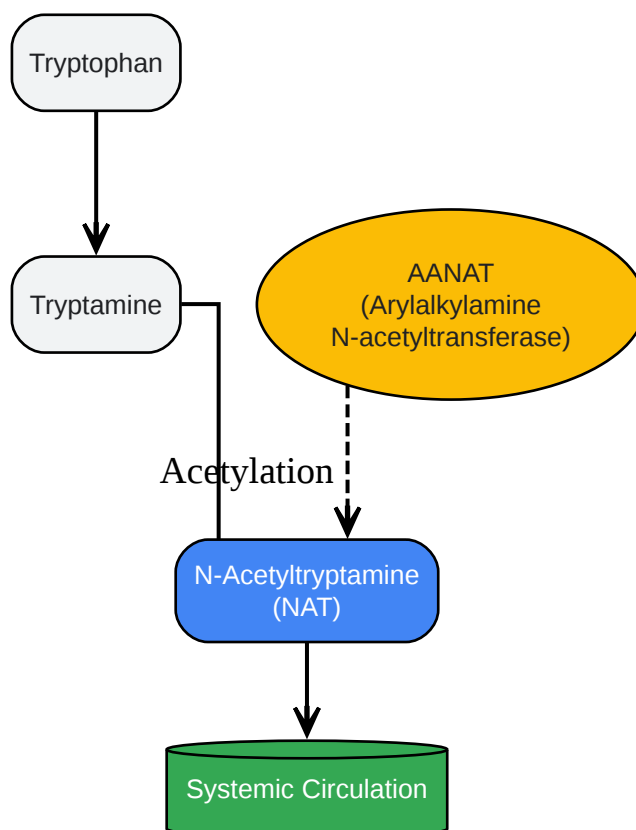 Tryptophan
Tryptamine
AANAT
(Arylalkylamine
N-acetyltransferase)
Acetylation
N-Acetyltryptamine
(NAT)
Systemic Circulation